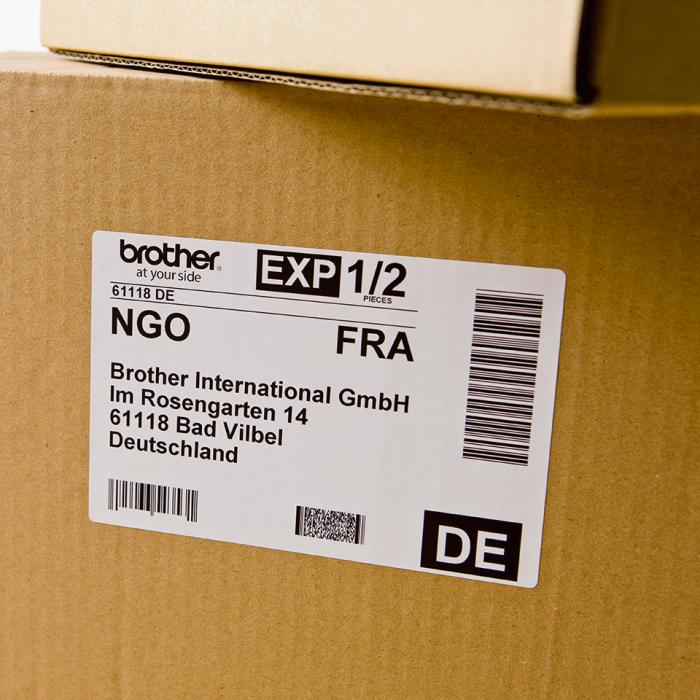 brother
at your side
EXP 1/2
PIECES
61118 DE
NGO FRA
Brother International GmbH
Im Rosengarten 14
61118 Bad Vilbel
Deutschland
DE